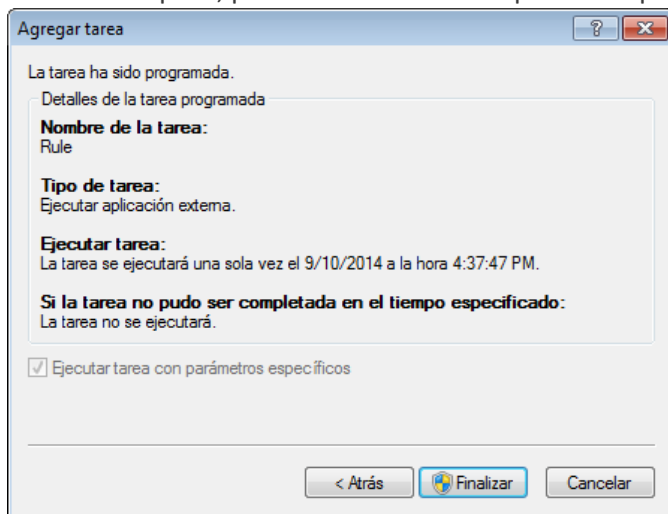 Agregar tarea
La tarea ha sido programada.
Detalles de la tarea programada
Nombre de la tarea:
Rule
Tipo de tarea:
Ejecutar aplicación externa.
Ejecutar tarea:
La tarea se ejecutará una sola vez el 9/10/2014 a la hora 4:37:47 PM.
Si la tarea no pudo ser completada en el tiempo especificado:
La tarea no se ejecutará.
Ejecutar tarea con parámetros específicos
< Atrás Finalizar Cancelar